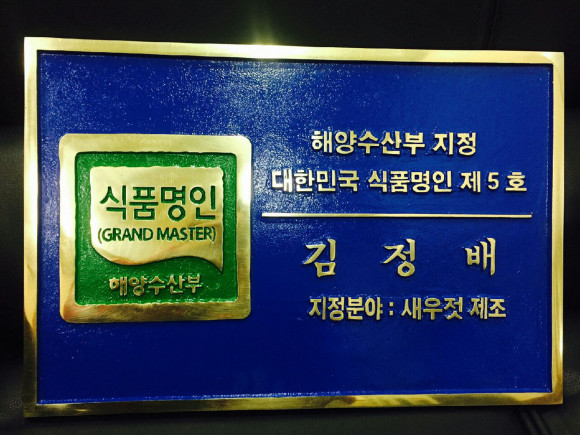 식품명인
(GRAND MASTER)
해양수산부
해양수산부 지정
대한민국 식품명인 제 5 호
김 정 배
지정분야 : 새우젓 제조